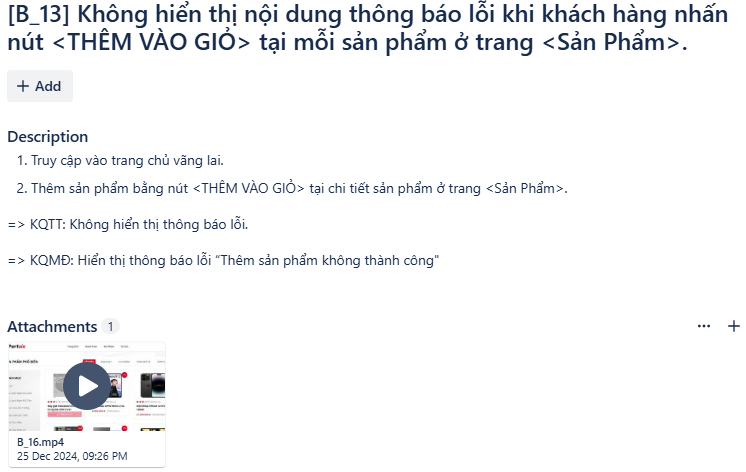 [B_13] Không hiển thị nội dung thông báo lỗi khi khách hàng nhấn
nút <THÊM VÀO GIỎ> tại mỗi sản phẩm ở trang <Sản Phẩm>.
+ Add
Description
1. Truy cập vào trang chủ vãng lai.
2. Thêm sản phẩm bằng nút <THÊM VÀO GIỎ> tại chi tiết sản phẩm ở trang <Sản Phẩm>.
=> KQTT: Không hiển thị thông báo lỗi.
=> KQMĐ: Hiển thị thông báo lỗi “Thêm sản phẩm không thành công"
Attachments 1
B_16.mp4
25 Dec 2024, 09:26 PM